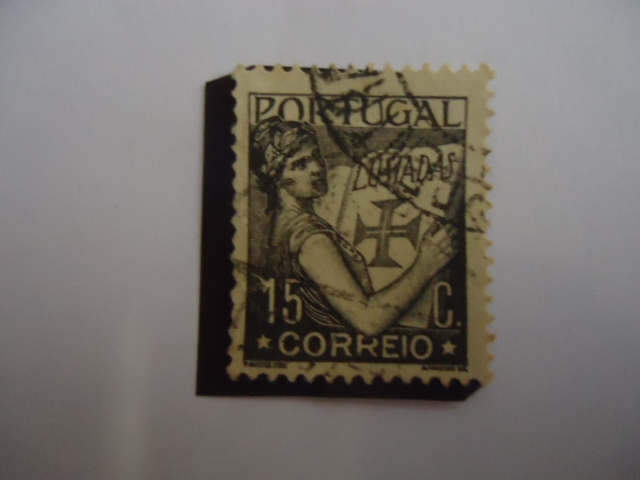 PORTUGAL
LUSIADAS
15 C.
★ CORREIO ★